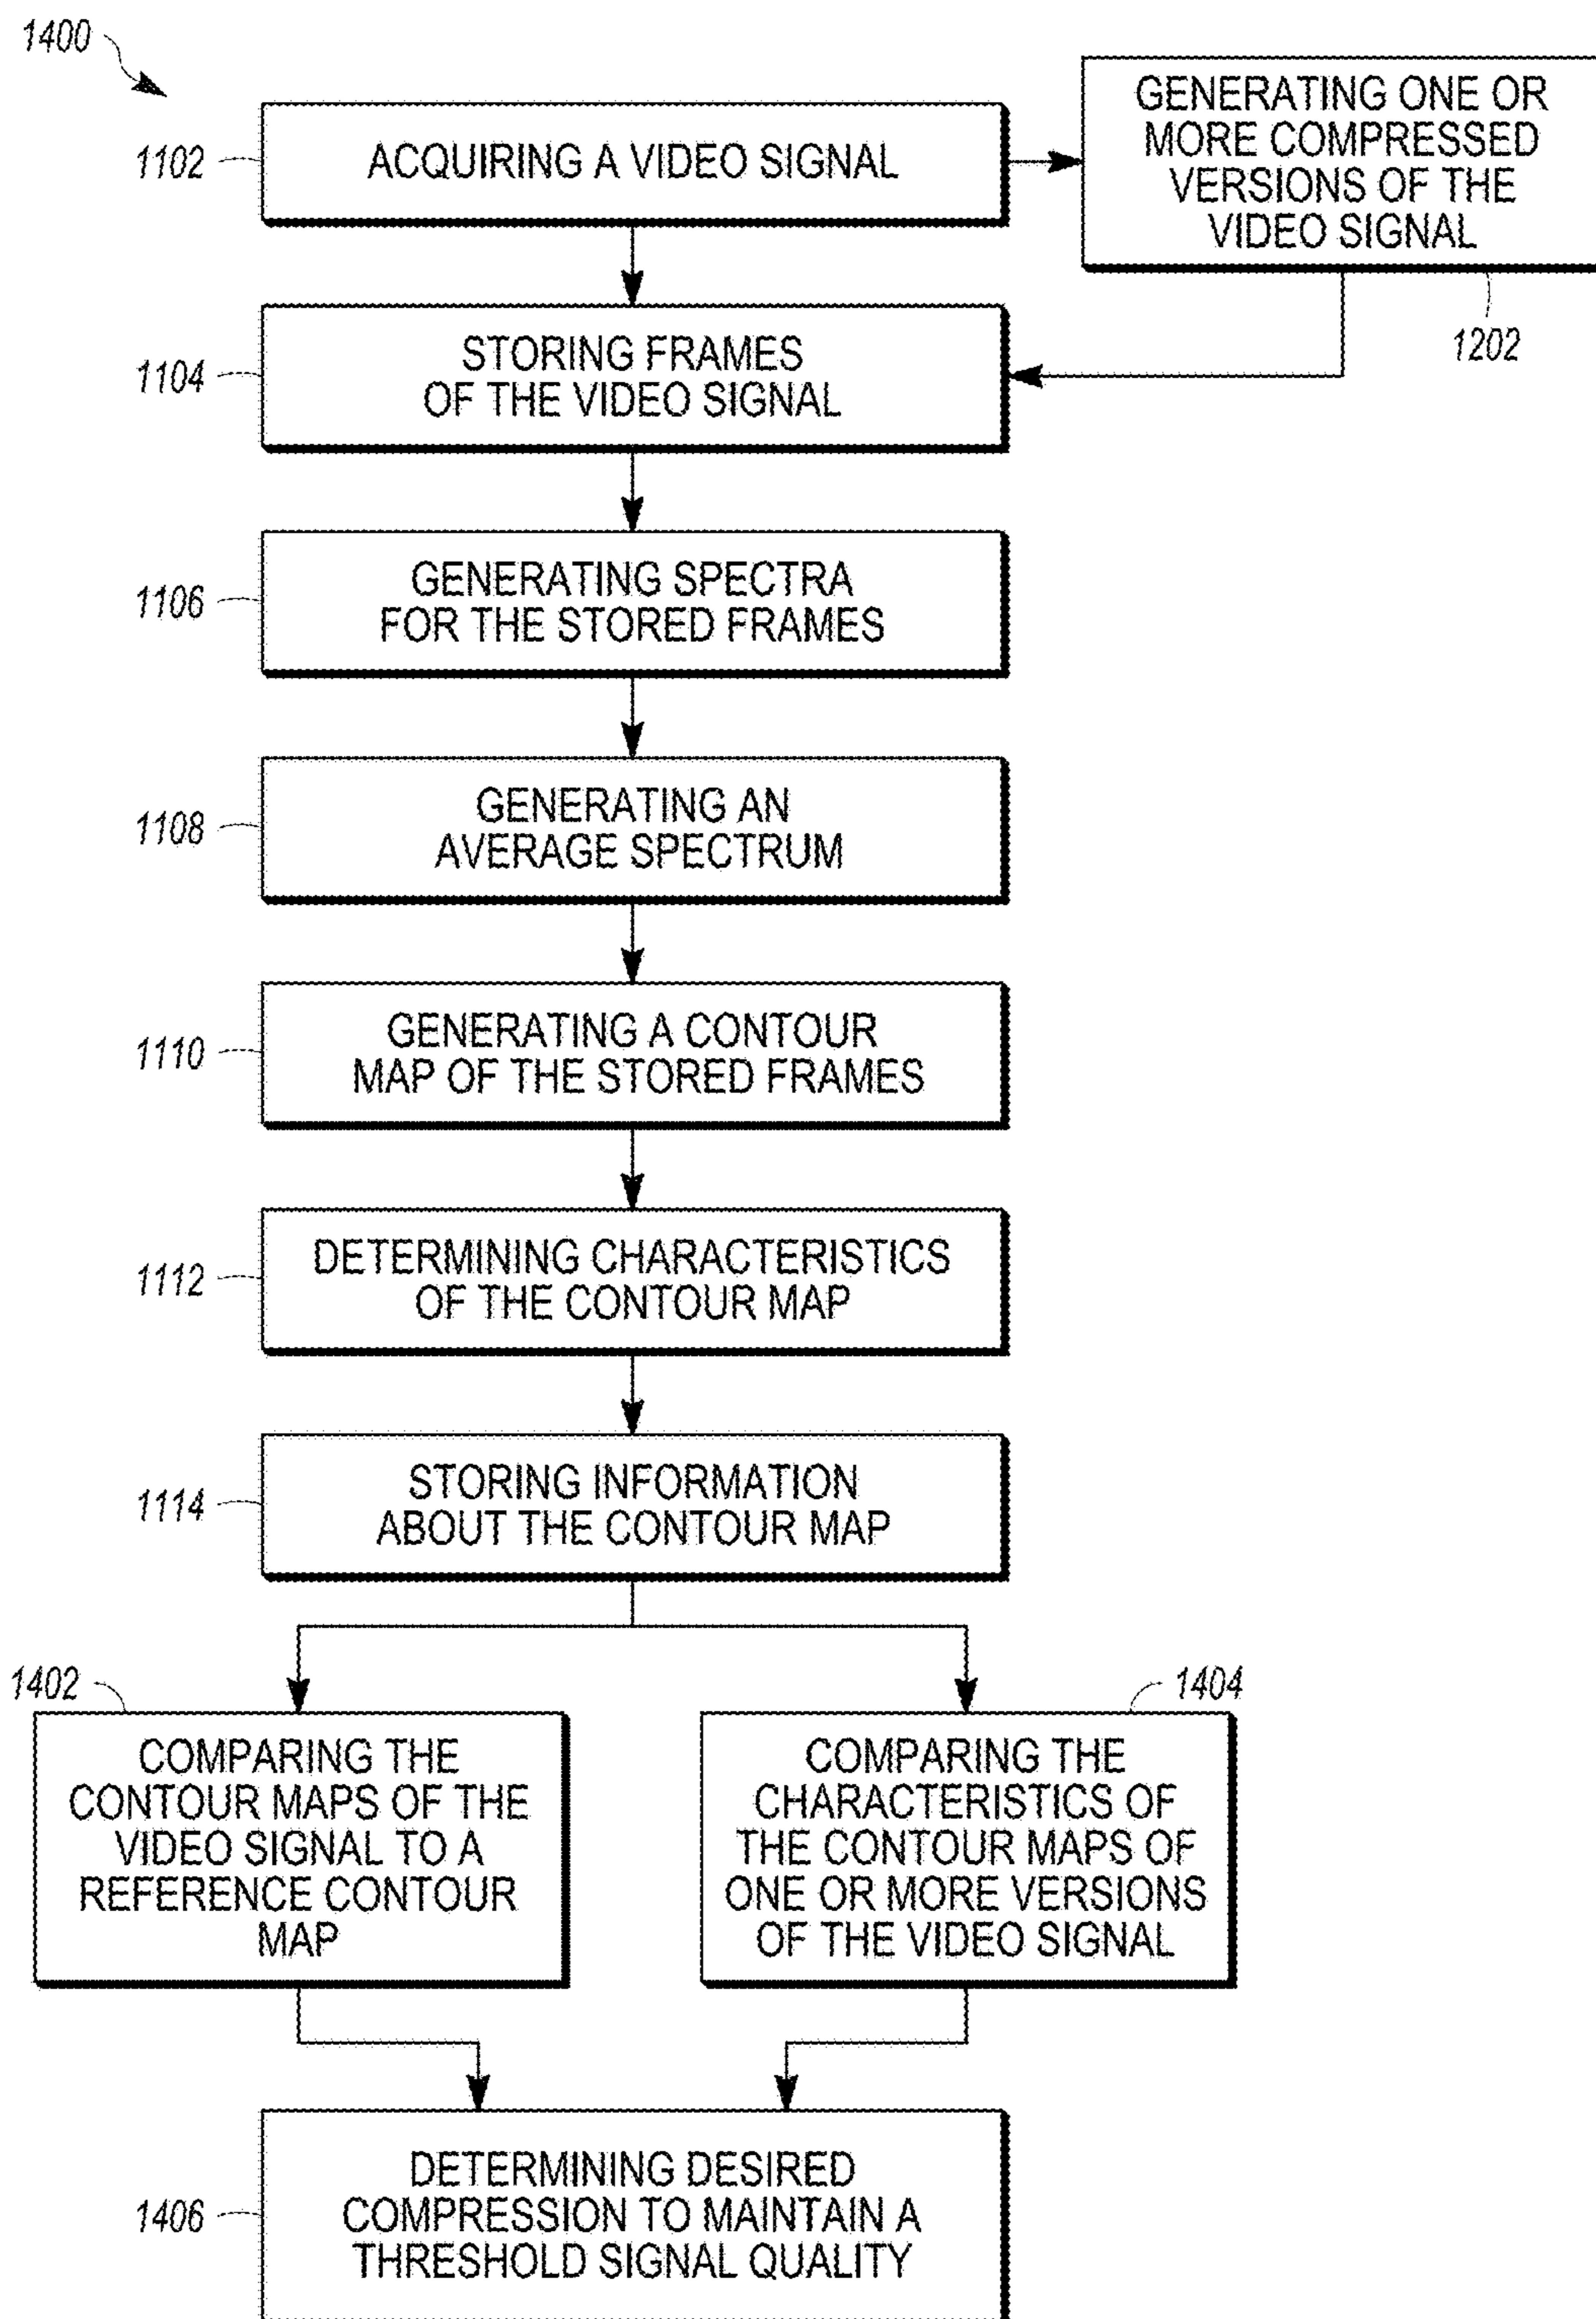 1400
1102
ACQUIRING A VIDEO SIGNAL
GENERATING ONE OR
MORE COMPRESSED
VERSIONS OF THE
VIDEO SIGNAL
1202
1104
STORING FRAMES
OF THE VIDEO SIGNAL
1106
GENERATING SPECTRA
FOR THE STORED FRAMES
1108
GENERATING AN
AVERAGE SPECTRUM
1110
GENERATING A CONTOUR
MAP OF THE STORED FRAMES
1112
DETERMINING CHARACTERISTICS
OF THE CONTOUR MAP
1114
STORING INFORMATION
ABOUT THE CONTOUR MAP
1402
COMPARING THE
CONTOUR MAPS OF THE
VIDEO SIGNAL TO A
REFERENCE CONTOUR
MAP
1404
COMPARING THE
CHARACTERISTICS OF
THE CONTOUR MAPS OF
ONE OR MORE VERSIONS
OF THE VIDEO SIGNAL
1406
DETERMINING DESIRED
COMPRESSION TO MAINTAIN A
THRESHOLD SIGNAL QUALITY